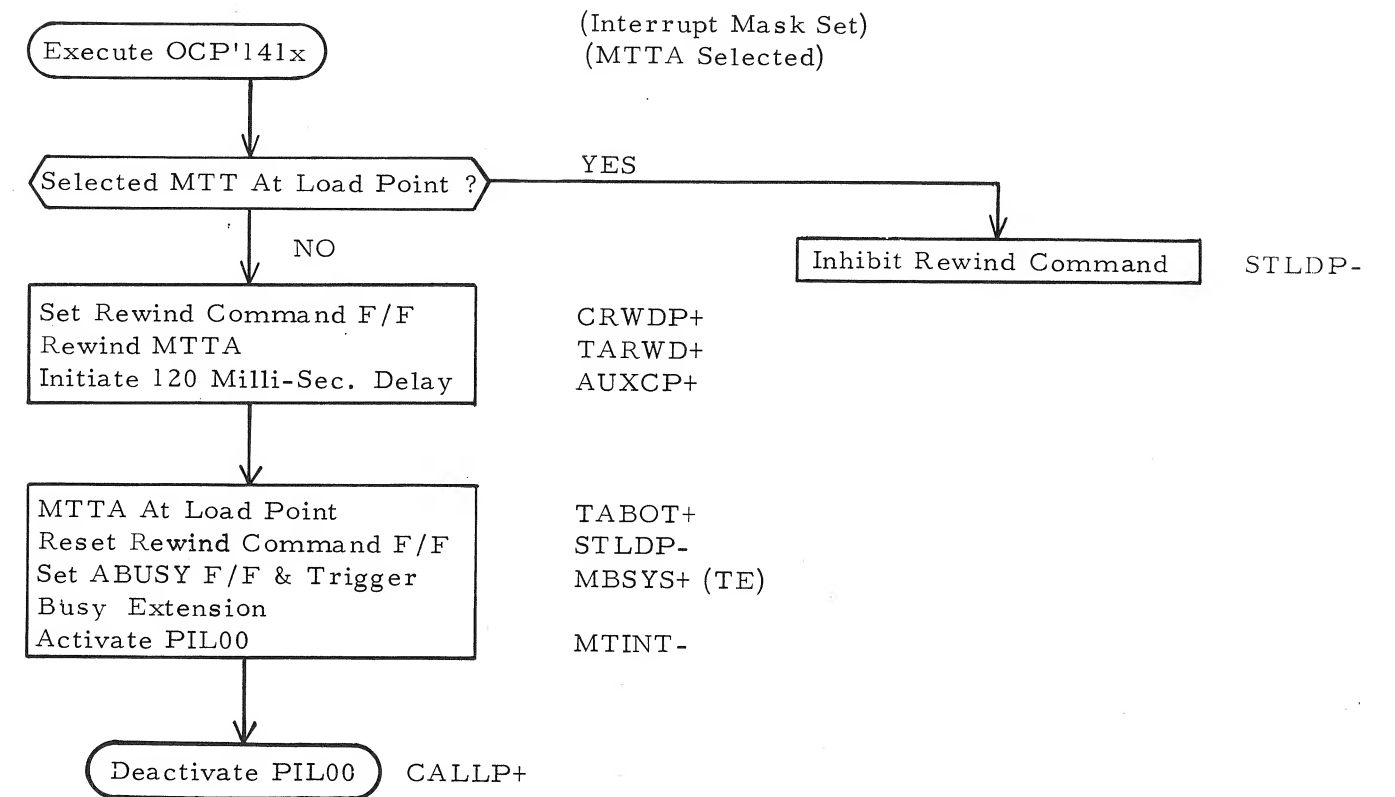 (Interrupt Mask Set)
Execute OCP'141x
(MTTA Selected)
Selected MTT At Load Point ?
YES
NO
Inhibit Rewind Command
STLDP-
Set Rewind Command F/F
CRWDP+
Rewind MTTA
TARWD+
Initiate 120 Milli-Sec. Delay
AUXCP+
MTTA At Load Point
TABOT+
Reset Rewind Command F/F
STLDP-
Set ABUSY F/F & Trigger
MBSYS+ (TE)
Busy Extension
Activate PIL00
MTINT-
Deactivate PIL00
CALLP+